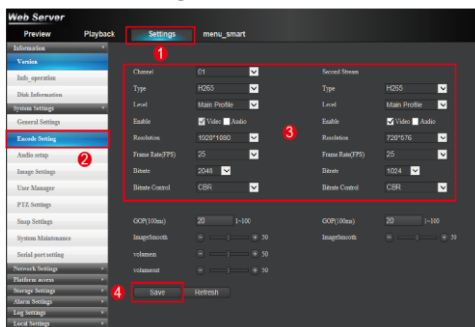 Web Server
Preview Playback Settings menu_smart
1
Information
Version
Info_operation
Disk Information
System Settings
General Settings
Encode Setting
2
Audio setup
Image Settings
User Manager
PTZ Settings
Snap Settings
System Maintenance
Serial port setting
Network Settings
Platform access
Storage Settings
Alarm Settings
Log Settings
Local Settings
Channel 01 Second Stream
Type H265 Type H265
Level Main Profile Level Main Profile
Enable Video Audio Enable Video Audio
3
Resolution 1920*1080 Resolution 720*576
Frame Rate(FPS) 25 Frame Rate(FPS) 25
Bitrate 2048 Bitrate 1024
Bitrate Control CBR Bitrate Control CBR
GOP(100ms) 20 1~100 GOP(100ms) 20 1~100
ImageSmooth 50 ImageSmooth 50
volumein 50
volumeout 50
4 Save Refresh